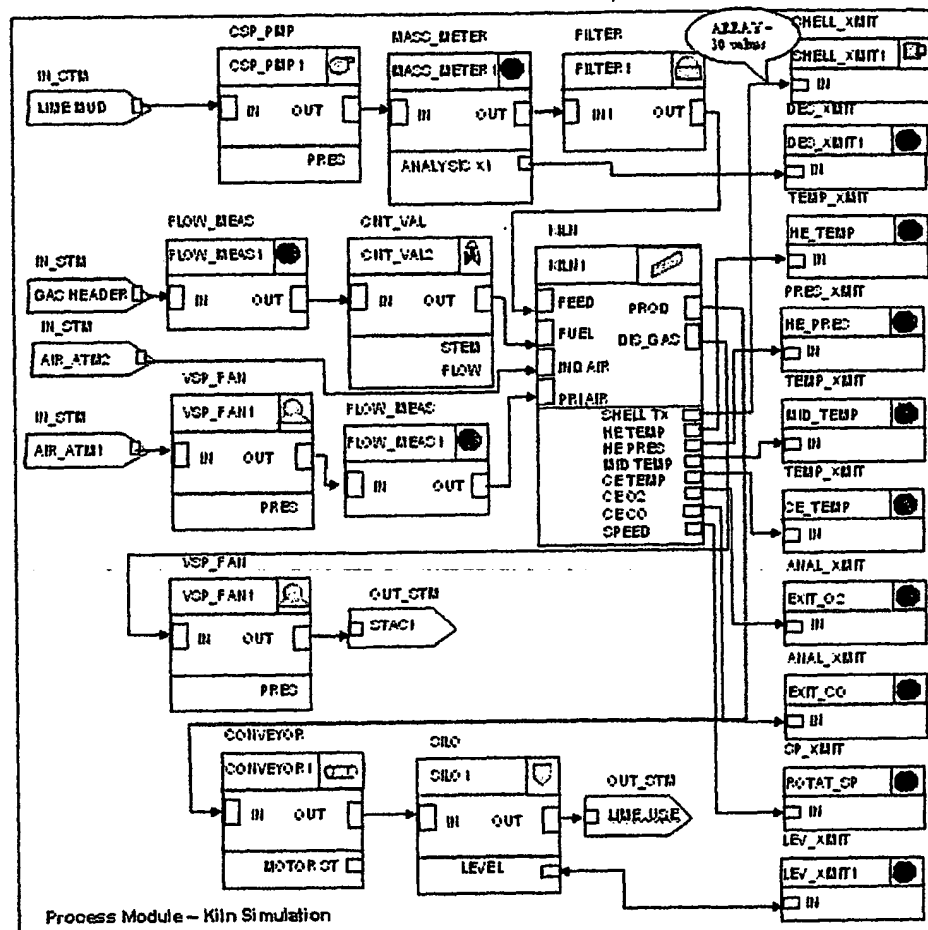 CSP_PMP
CSP_PMP1
IN OUT
PRES
MASS_METER
MASS_METER1
IN OUT
ANALYSIS X1
FILTER
FILTER1
IN1 OUT
ARRAY -
30 values
SHELL_XMIT
SHELL_XMIT1
IN
DES_XMIT
DES_XMIT1
IN
TEMP_XMIT
HE_TEMP
IN
PRES_XMIT
HE_PRES
IN
TEMP_XMIT
MID_TEMP
IN
TEMP_XMIT
CE_TEMP
IN
ANAL_XMIT
EXIT_O2
IN
ANAL_XMIT
EXIT_CO
IN
SP_XMIT
ROTAT_SP
IN
LEV_XMIT
LEV_XMIT1
IN
IN_STM
LIME MUD
FLOW_MEAS
FLOW_MEAS1
IN OUT
CNT_VAL
CNT_VAL2
IN OUT
STEM
FLOW
KILN
KILN1
FEED PROD
FUEL DIS_GAS
IND AIR
PRI AIR
SHELL TX
HE TEMP
HE PRES
MID TEMP
CE TEMP
CE O2
CE CO
SPEED
IN_STM
GAS HEADER
IN_STM
AIR_ATM2
IN_STM
AIR_ATM1
VSP_FAN
VSP_FAN1
IN OUT
PRES
FLOW_MEAS
FLOW_MEAS1
IN OUT
VSP_FAN
VSP_FAN1
IN OUT
PRES
OUT_STM
STAC1
CONVEYOR
CONVEYOR1
IN OUT
MOTOR ST
SILO
SILO1
IN OUT
LEVEL
OUT_STM
LIME_USE
Process Module – Kiln Simulation